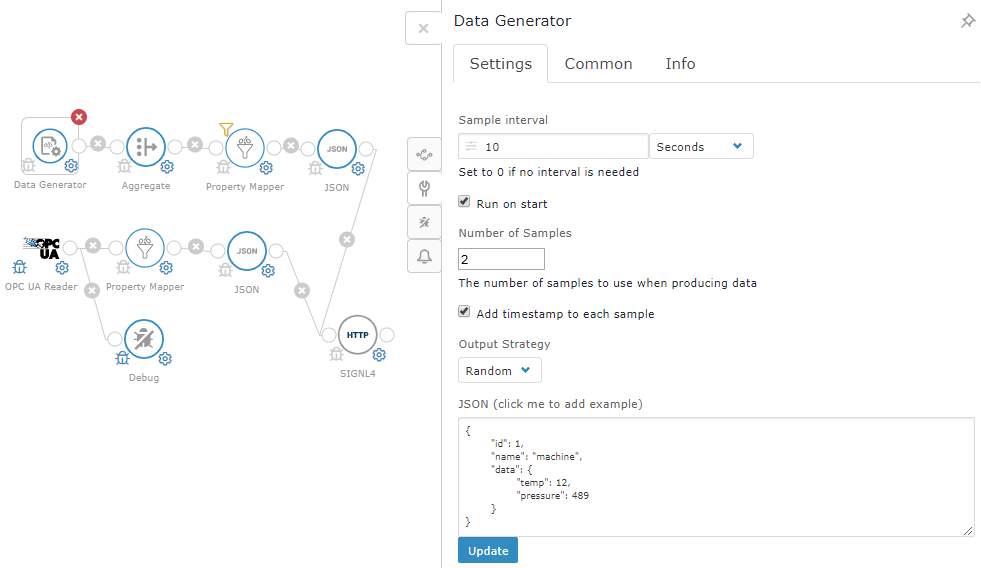 Data Generator
Settings Common Info
Sample interval
10 Seconds
Set to 0 if no interval is needed
Run on start
Number of Samples
2
The number of samples to use when producing data
Add timestamp to each sample
Output Strategy
Random
JSON (click me to add example)
{
"id": 1,
"name": "machine",
"data": {
"temp": 12,
"pressure": 489
}
}
Update
JSON
Data Generator Aggregate Property Mapper JSON
OPC
UA
JSON
OPC UA Reader Property Mapper JSON
HTTP
Debug SIGNL4